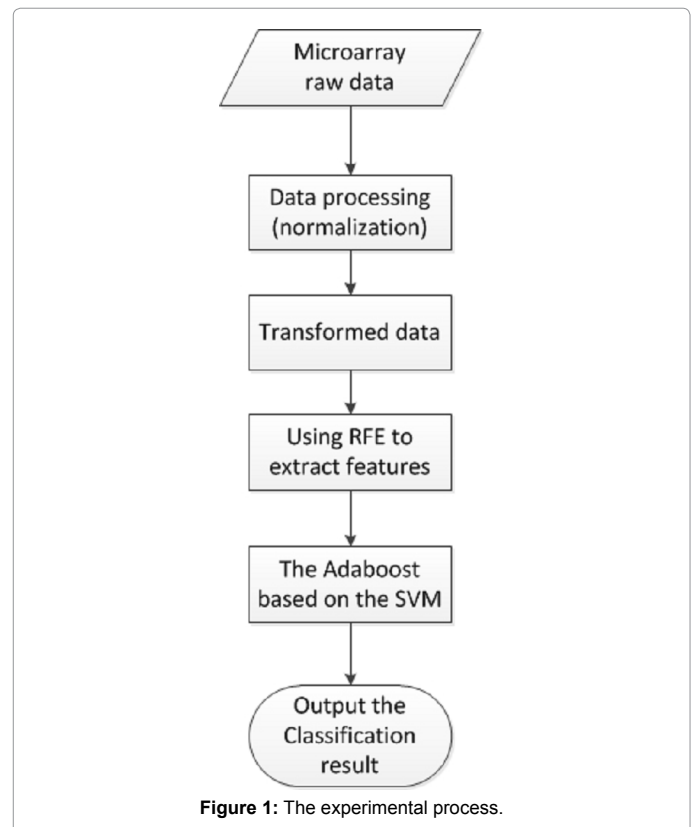 Microarray
raw data
Data processing
(normalization)
Transformed data
Using RFE to
extract features
The Adaboost
based on the SVM
Output the
Classification
result
Figure 1: The experimental process.